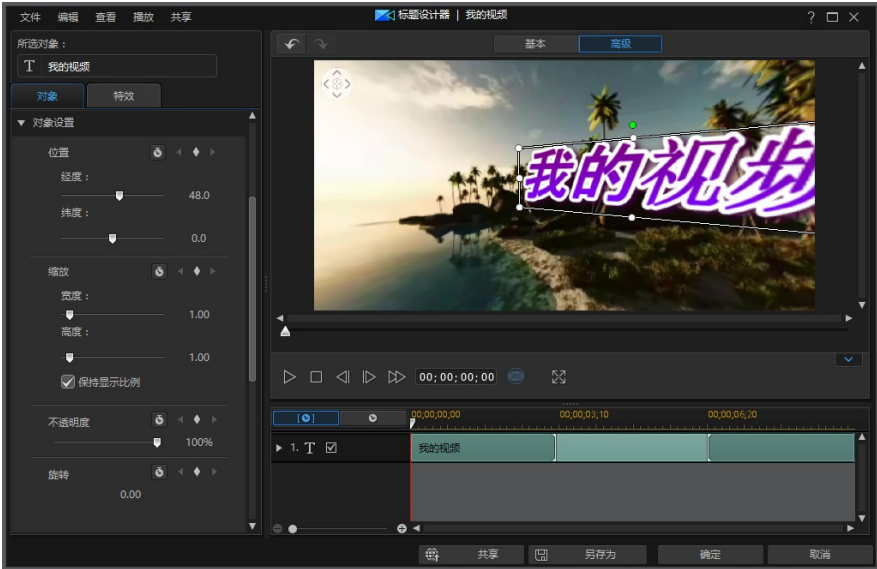 文件 编辑 查看 播放 共享
标题设计器 | 我的视频
?
所选对象：
T 我的视频
基本 高级
对象 特效
对象设置
位置
经度：
48.0
纬度：
0.0
缩放
宽度：
1.00
高度：
1.00
保持显示比例
不透明度
100%
旋转
0.00
我的视频
00;00;00;00
00;00;00;00 00;00;03;10 00;00;06;20
1. T 我的视频
共享 另存为 确定 取消